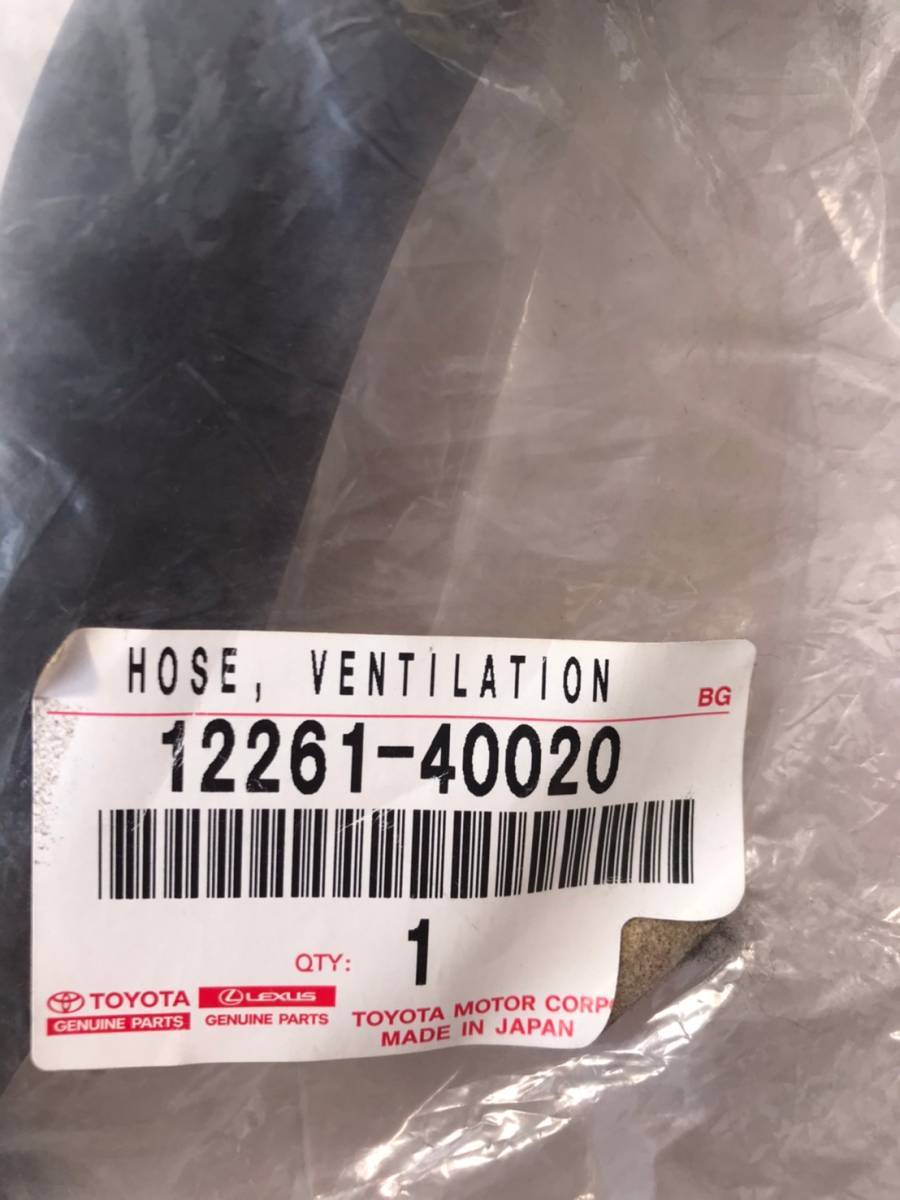 HOSE, VENTILATION
BG
12261-40020
QTY: 1
TOYOTA
GENUINE PARTS
LEXUS
GENUINE PARTS
TOYOTA MOTOR CORP
MADE IN JAPAN